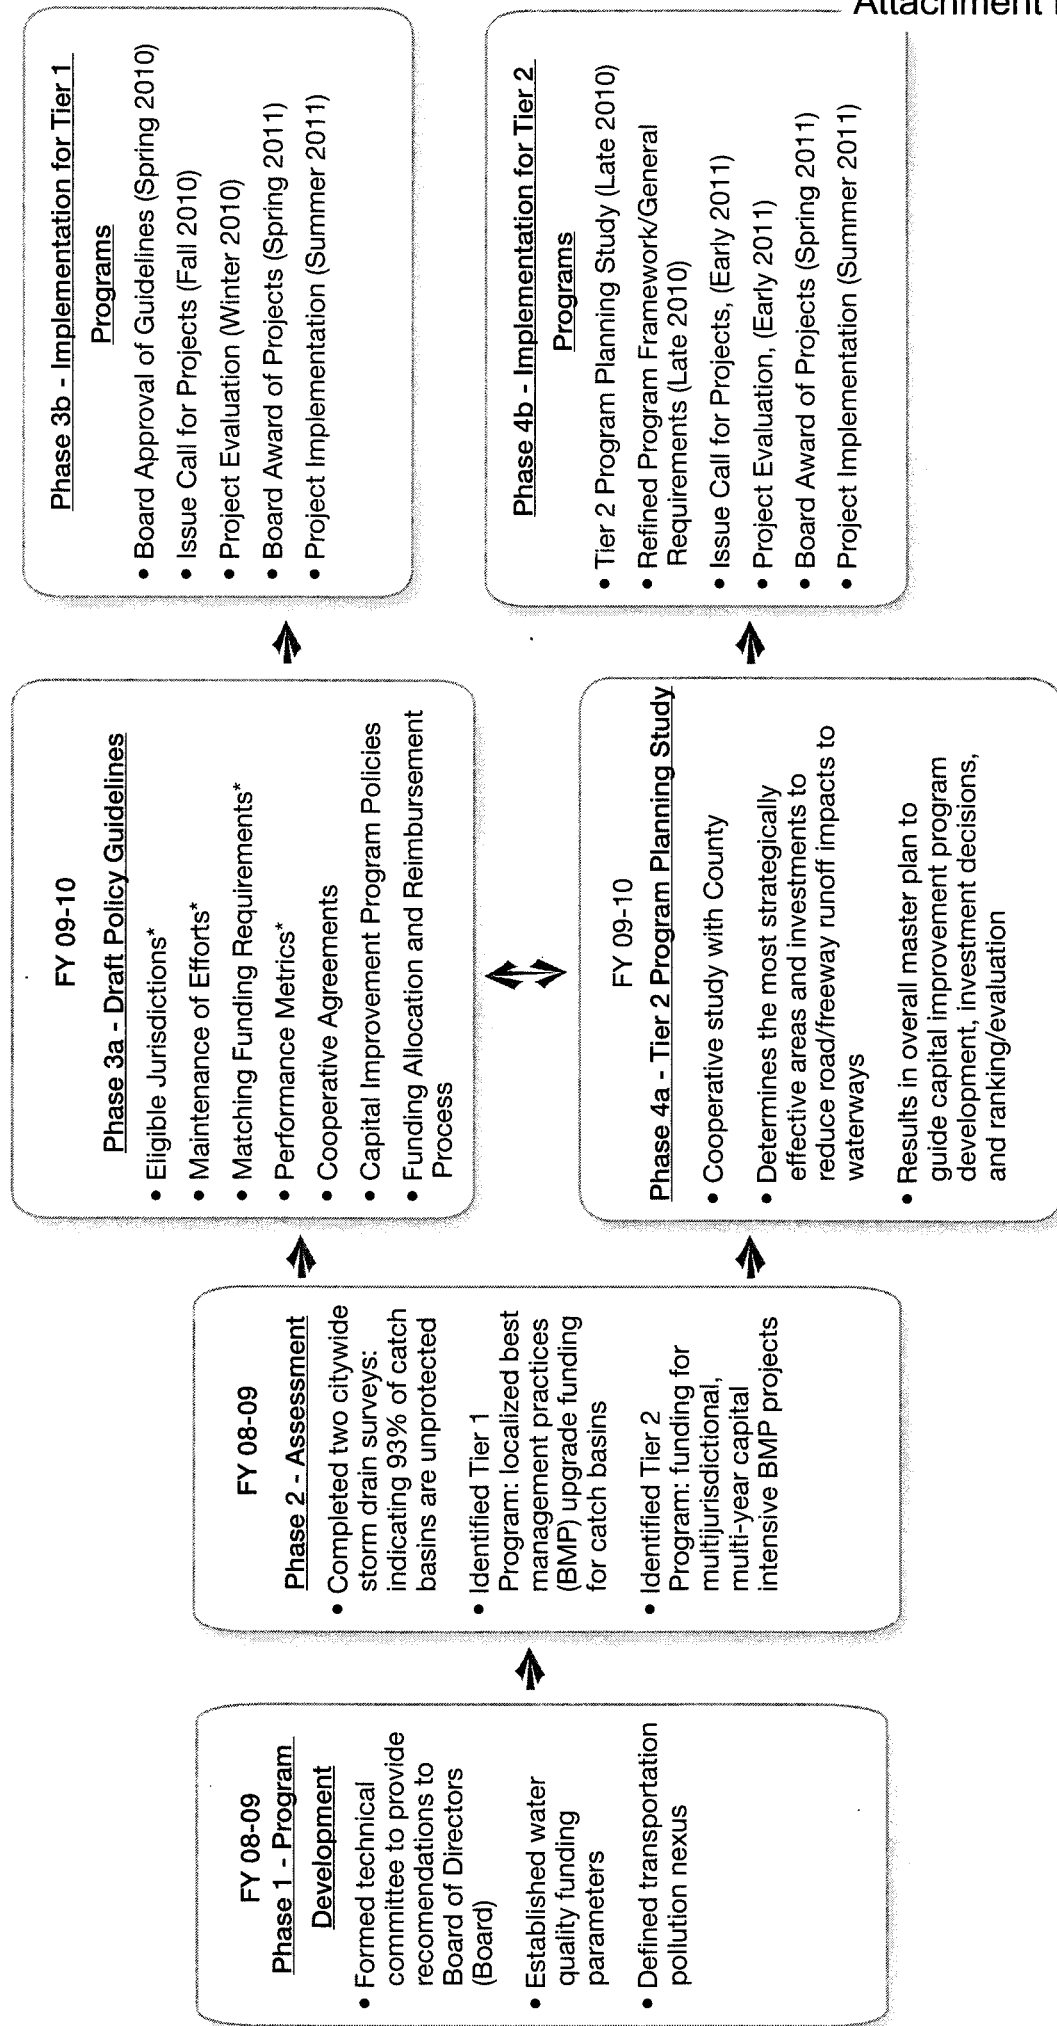 Attachment
FY 08-09
Phase 1 - Program
Development
• Formed technical
committee to provide
recomendations to
Board of Directors
(Board)
• Established water
quality funding
parameters
• Defined transportation
pollution nexus
FY 08-09
Phase 2 - Assessment
• Completed two citywide
storm drain surveys:
indicating 93% of catch
basins are unprotected
• Identified Tier 1
Program: localized best
management practices
(BMP) upgrade funding
for catch basins
• Identified Tier 2
Program: funding for
multijurisdictional,
multi-year capital
intensive BMP projects
FY 09-10
Phase 3a - Draft Policy Guidelines
• Eligible Jurisdictions*
• Maintenance of Efforts*
• Matching Funding Requirements*
• Performance Metrics*
• Cooperative Agreements
• Capital Improvement Program Policies
• Funding Allocation and Reimbursement
Process
FY 09-10
Phase 4a - Tier 2 Program Planning Study
• Cooperative study with County
• Determines the most strategically
effective areas and investments to
reduce road/freeway runoff impacts to
waterways
• Results in overall master plan to
guide capital improvement program
development, investment decisions,
and ranking/evaluation
Phase 3b - Implementation for Tier 1
Programs
• Board Approval of Guidelines (Spring 2010)
• Issue Call for Projects (Fall 2010)
• Project Evaluation (Winter 2010)
• Board Award of Projects (Spring 2011)
• Project Implementation (Summer 2011)
Phase 4b - Implementation for Tier 2
Programs
• Tier 2 Program Planning Study (Late 2010)
• Refined Program Framework/General
Requirements (Late 2010)
• Issue Call for Projects, (Early 2011)
• Project Evaluation, (Early 2011)
• Board Award of Projects (Spring 2011)
• Project Implementation (Summer 2011)